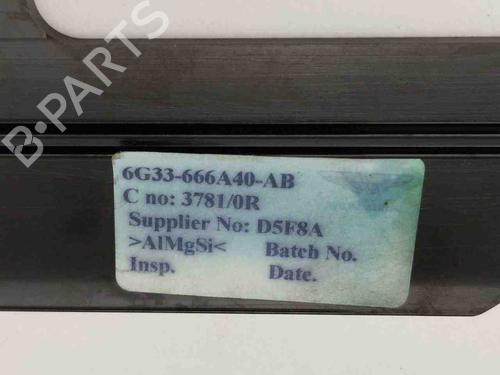 B-PARTS
6G33-666A40-AB
C no: 3781/0R
Supplier No: D5F8A
>AlMgSi< Batch No.
Insp. Date.